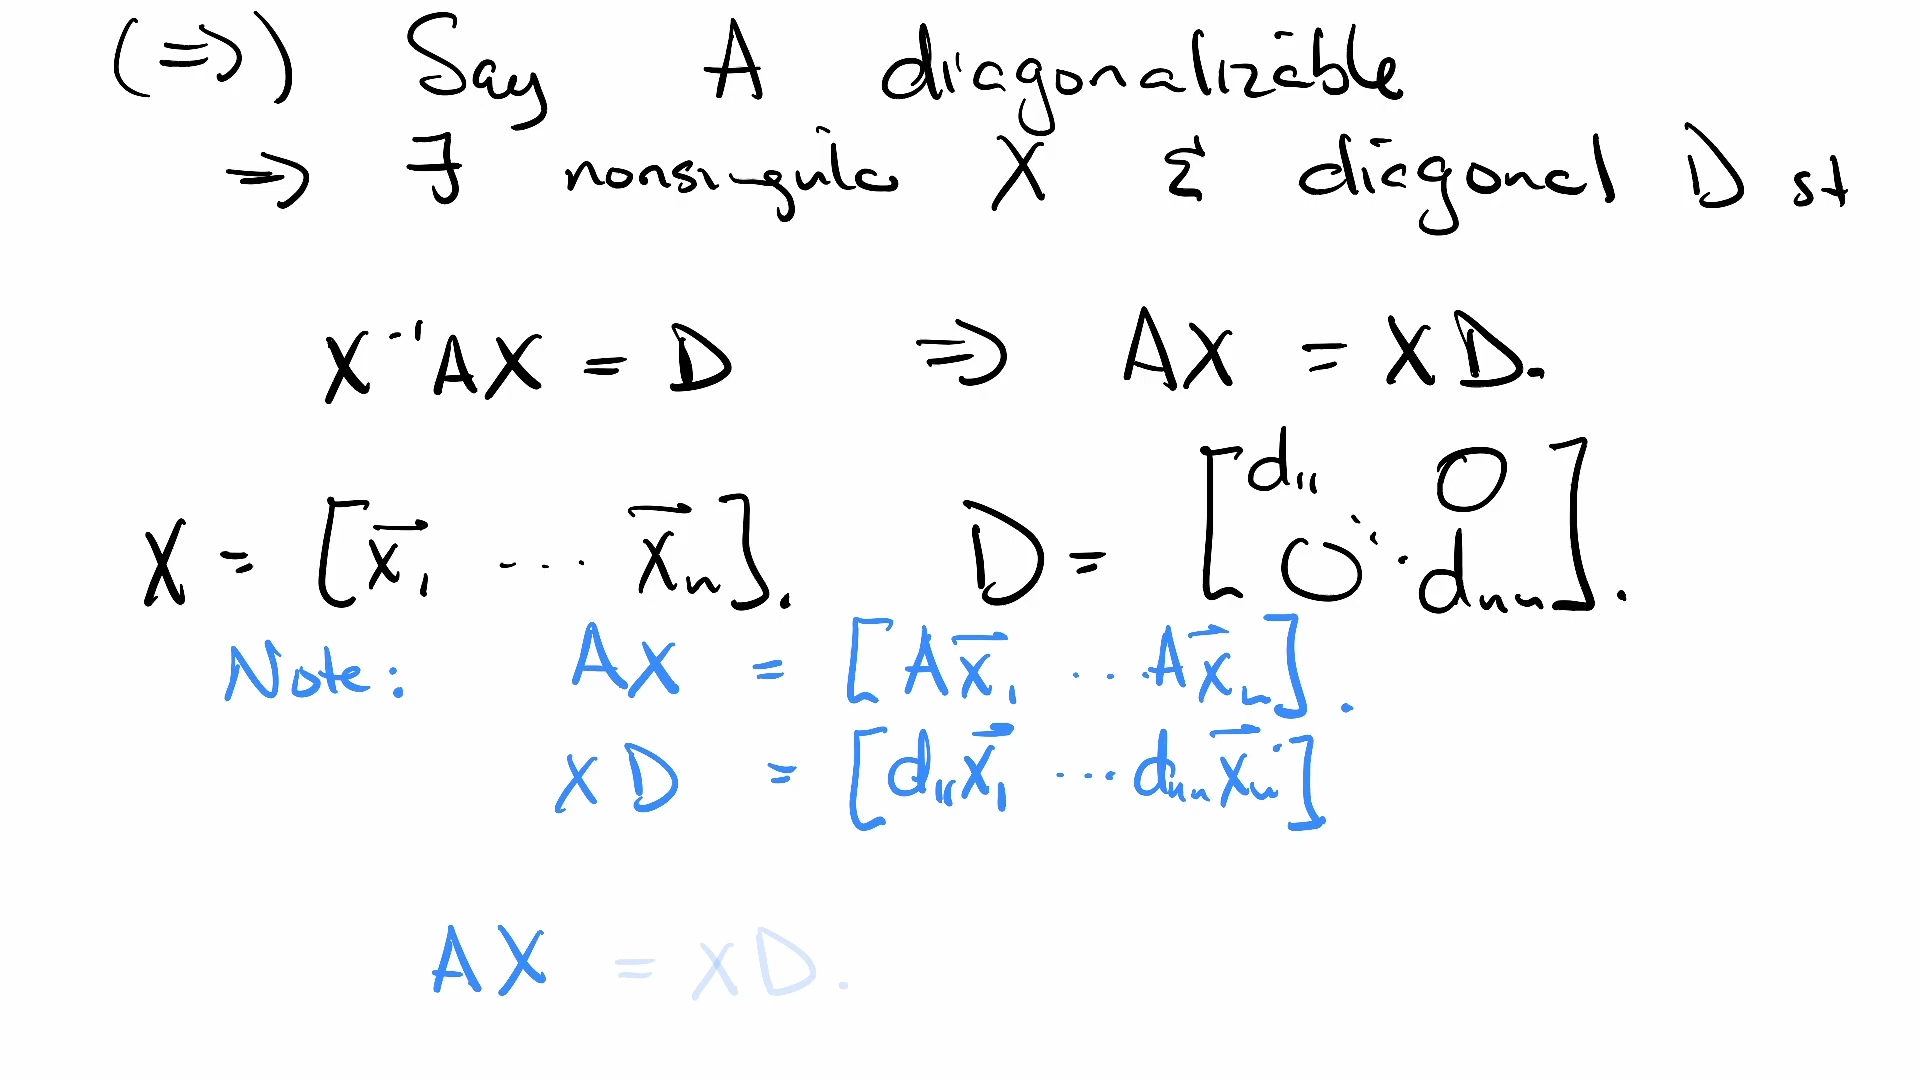 (⇒) Say A diagonalizable
⇒ ∃ nonsingular X & diagonal D st
X⁻¹AX = D ⇒ AX = XD.
X = [x⃗₁ ··· x⃗ₙ]. D = [d₁₁ 0 0 ⋱ dₙₙ].
Note: AX = [Ax⃗₁ ··· Ax⃗ₙ].
XD = [d₁₁x⃗₁ ··· dₙₙx⃗ₙ]
AX = XD.